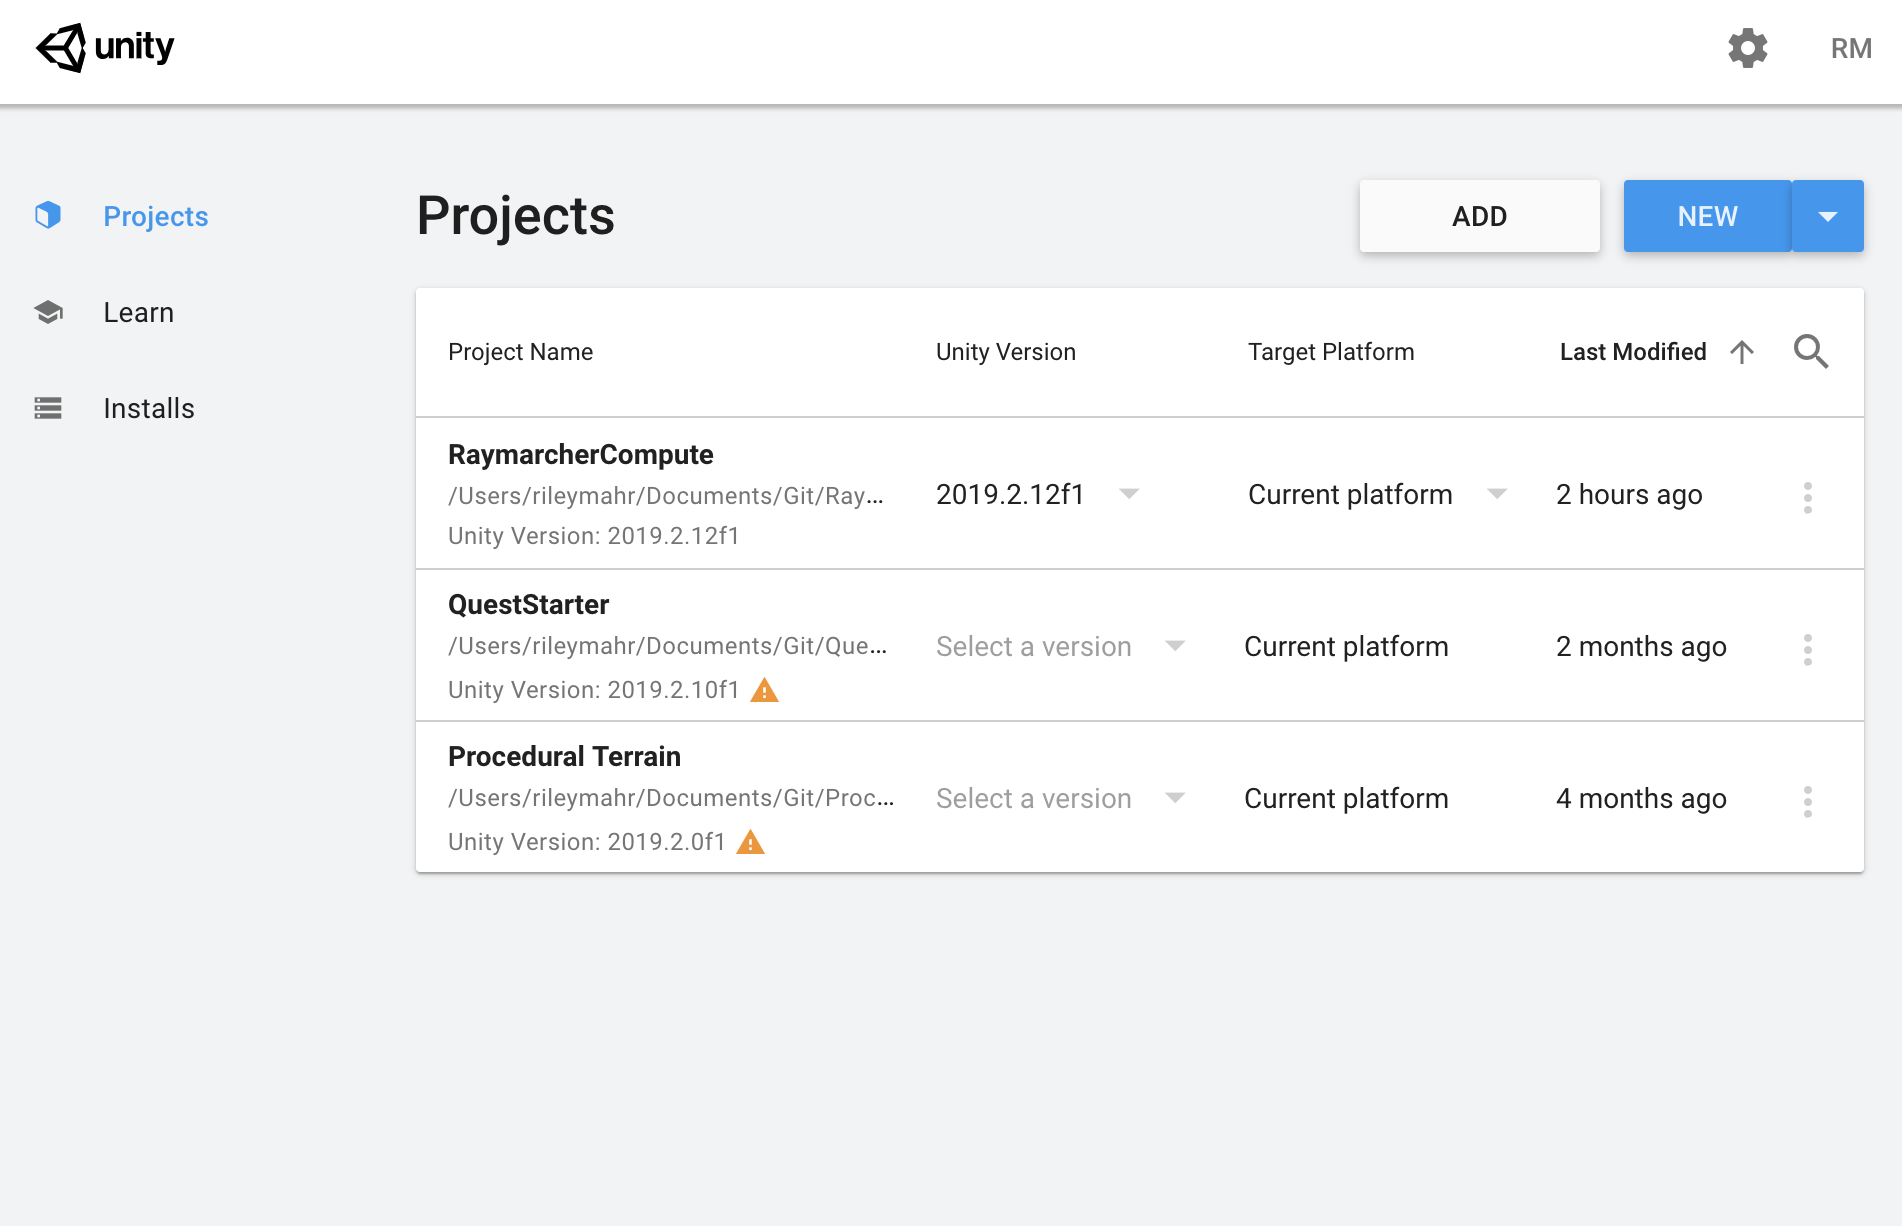 unity
RM
Projects
Learn
Installs
Projects
ADD
NEW
Project Name Unity Version Target Platform Last Modified
RaymarcherCompute
/Users/rileymahr/Documents/Git/Ray...
Unity Version: 2019.2.12f1
2019.2.12f1 Current platform 2 hours ago
QuestStarter
/Users/rileymahr/Documents/Git/Que...
Unity Version: 2019.2.10f1
Select a version Current platform 2 months ago
Procedural Terrain
/Users/rileymahr/Documents/Git/Proc...
Unity Version: 2019.2.0f1
Select a version Current platform 4 months ago